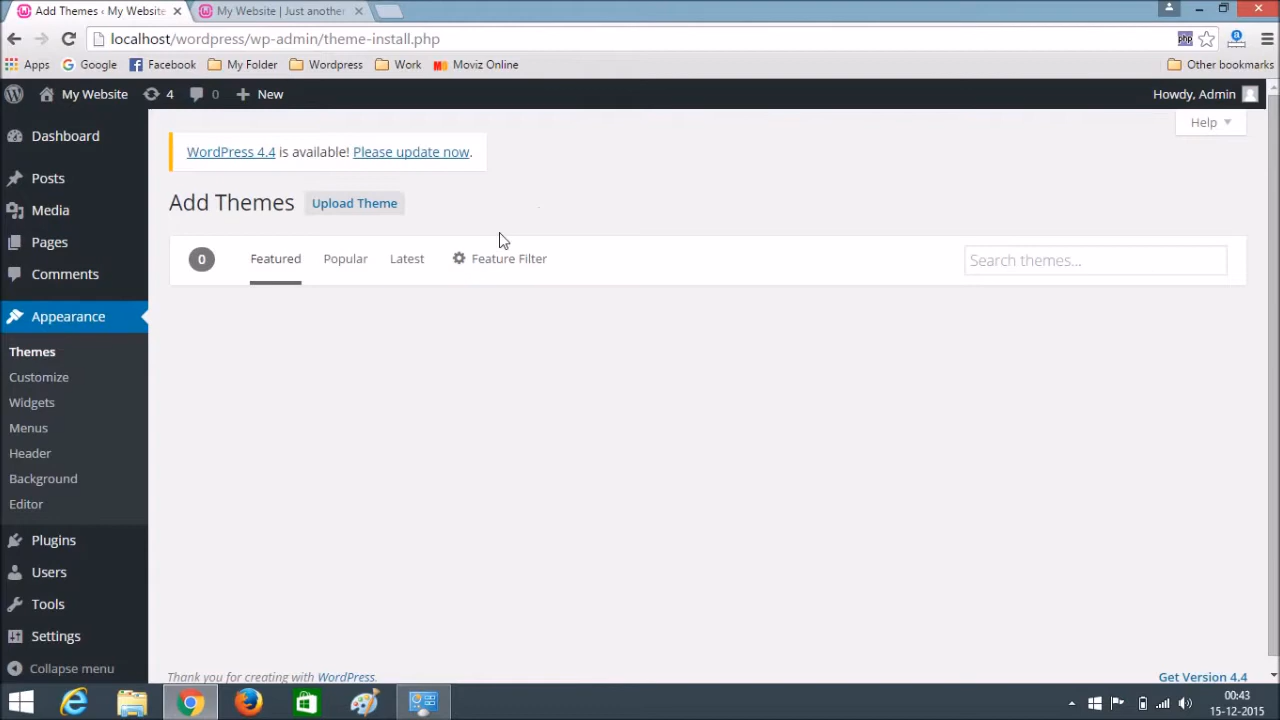 Add Themes ‹ My Website
My Website | Just another
localhost/wordpress/wp-admin/theme-install.php
php
a
Apps Google Facebook My Folder Wordpress Work Moviz Online Other bookmarks
My Website 4 0 New Howdy, Admin
Help
Dashboard
Posts
Media
Pages
Comments
Appearance
Themes
Customize
Widgets
Menus
Header
Background
Editor
Plugins
Users
Tools
Settings
Collapse menu
WordPress 4.4 is available! Please update now.
Add Themes Upload Theme
0 Featured Popular Latest Feature Filter Search themes...
Thank you for creating with WordPress. Get Version 4.4
00:43
15-12-2015